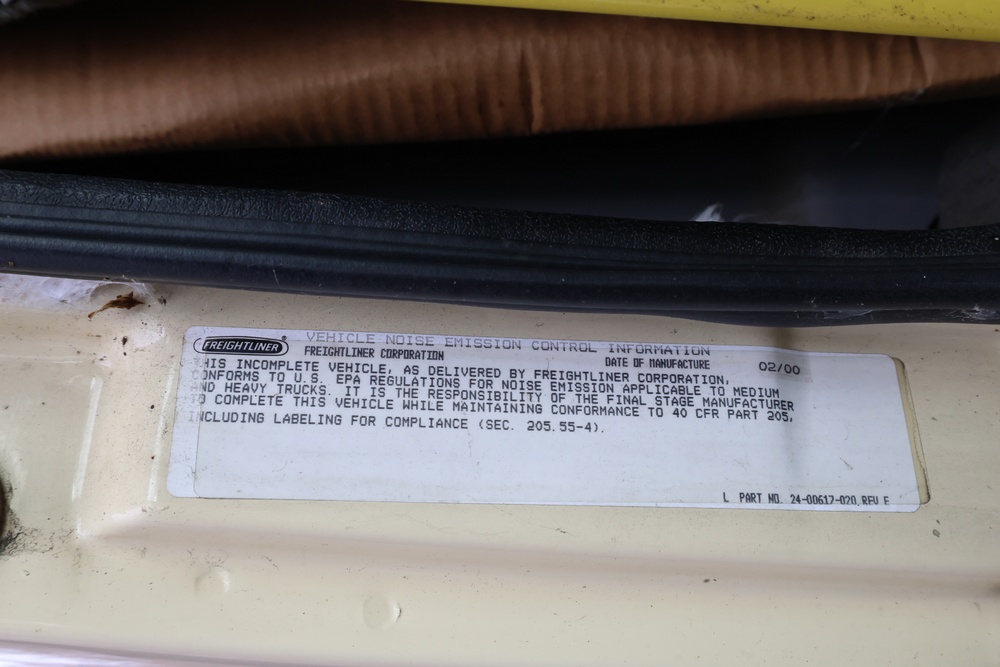 VEHICLE NOISE EMISSION CONTROL INFORMATION
FREIGHTLINER® FREIGHTLINER CORPORATION DATE OF MANUFACTURE 02/00
THIS INCOMPLETE VEHICLE, AS DELIVERED BY FREIGHTLINER CORPORATION,
CONFORMS TO U.S. EPA REGULATIONS FOR NOISE EMISSION APPLICABLE TO MEDIUM
AND HEAVY TRUCKS. IT IS THE RESPONSIBILITY OF THE FINAL STAGE MANUFACTURER
TO COMPLETE THIS VEHICLE WHILE MAINTAINING CONFORMANCE TO 40 CFR PART 205,
INCLUDING LABELING FOR COMPLIANCE (SEC. 205.55-4).
L PART NO. 24-00617-020,REV E